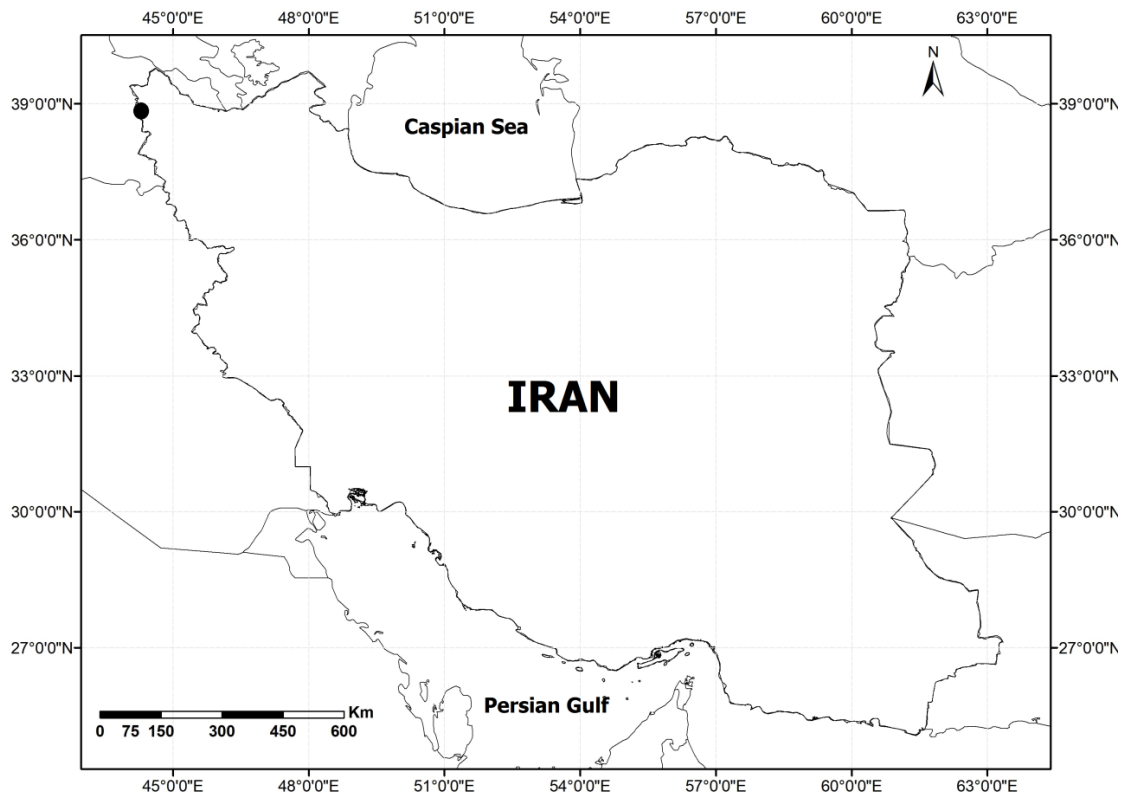 45°0'0"E 48°0'0"E 51°0'0"E 54°0'0"E 57°0'0"E 60°0'0"E 63°0'0"E
N
39°0'0"N 39°0'0"N
Caspian Sea
36°0'0"N 36°0'0"N
33°0'0"N 33°0'0"N
IRAN
30°0'0"N 30°0'0"N
27°0'0"N 27°0'0"N
Persian Gulf
Km
0 75 150 300 450 600
45°0'0"E 48°0'0"E 51°0'0"E 54°0'0"E 57°0'0"E 60°0'0"E 63°0'0"E